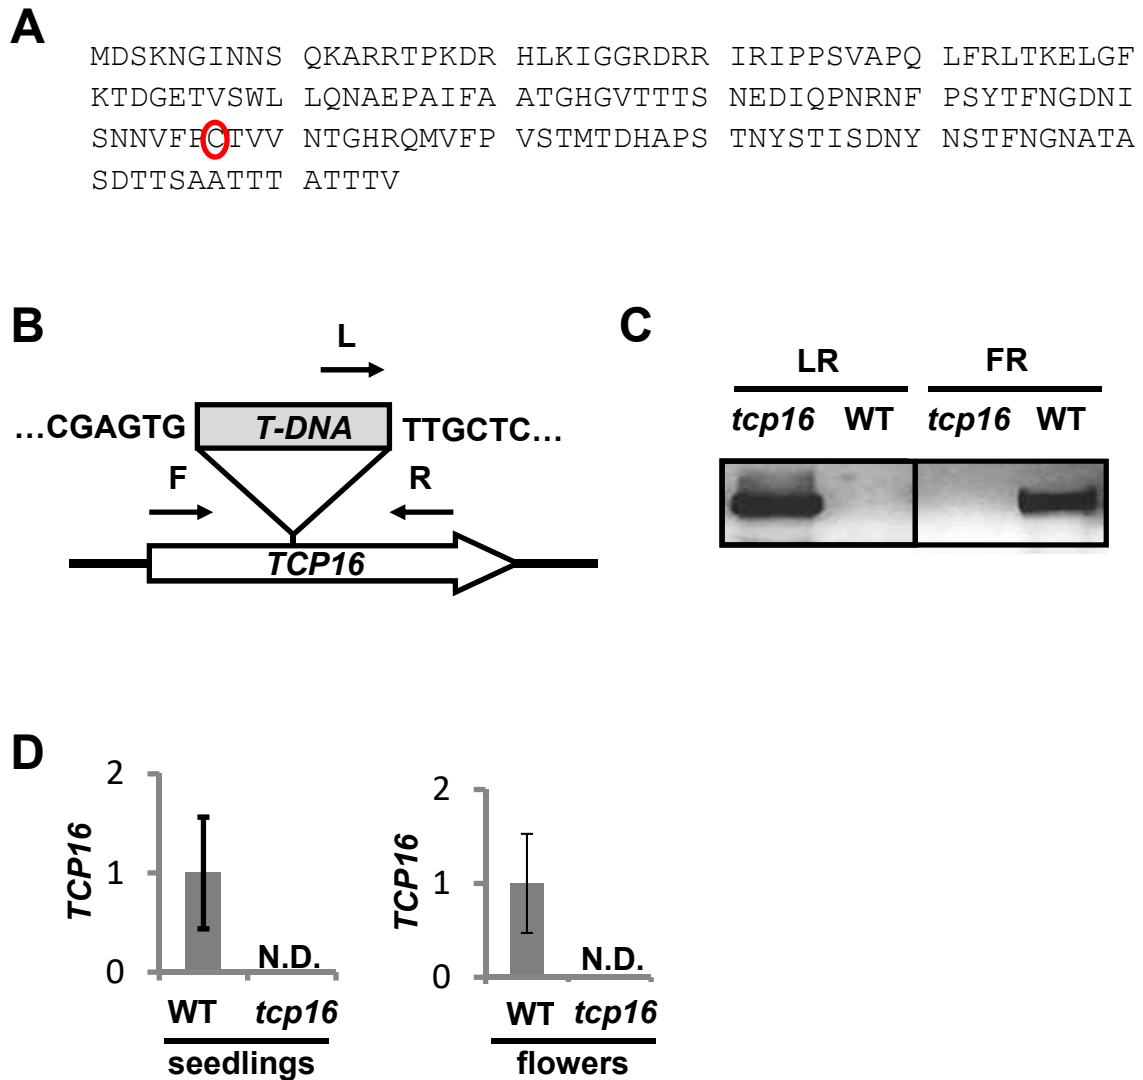 A
MDSKNGINNS QKARRTPKDR HLKIGGRDRR IRIPPSVAPQ LFRLTKELGF
KTDGETVSWL LQNAEPAIFA ATGHGVTTTS NEDIQPNRNF PSYTFNGDNI
SNNVFPCTVV NTGHRQMVFP VSTMTDHAPS TNYSTISDNY NSTFNGNATA
SDTTSAATTT ATTTV
B
L
...CGAGTG T-DNA TTGCTC...
F R
TCP16
C
LR FR
tcp16 WT tcp16 WT
D
2
1
0
TCP16
N.D.
WT tcp16
seedlings
2
1
0
TCP16
N.D.
WT tcp16
flowers